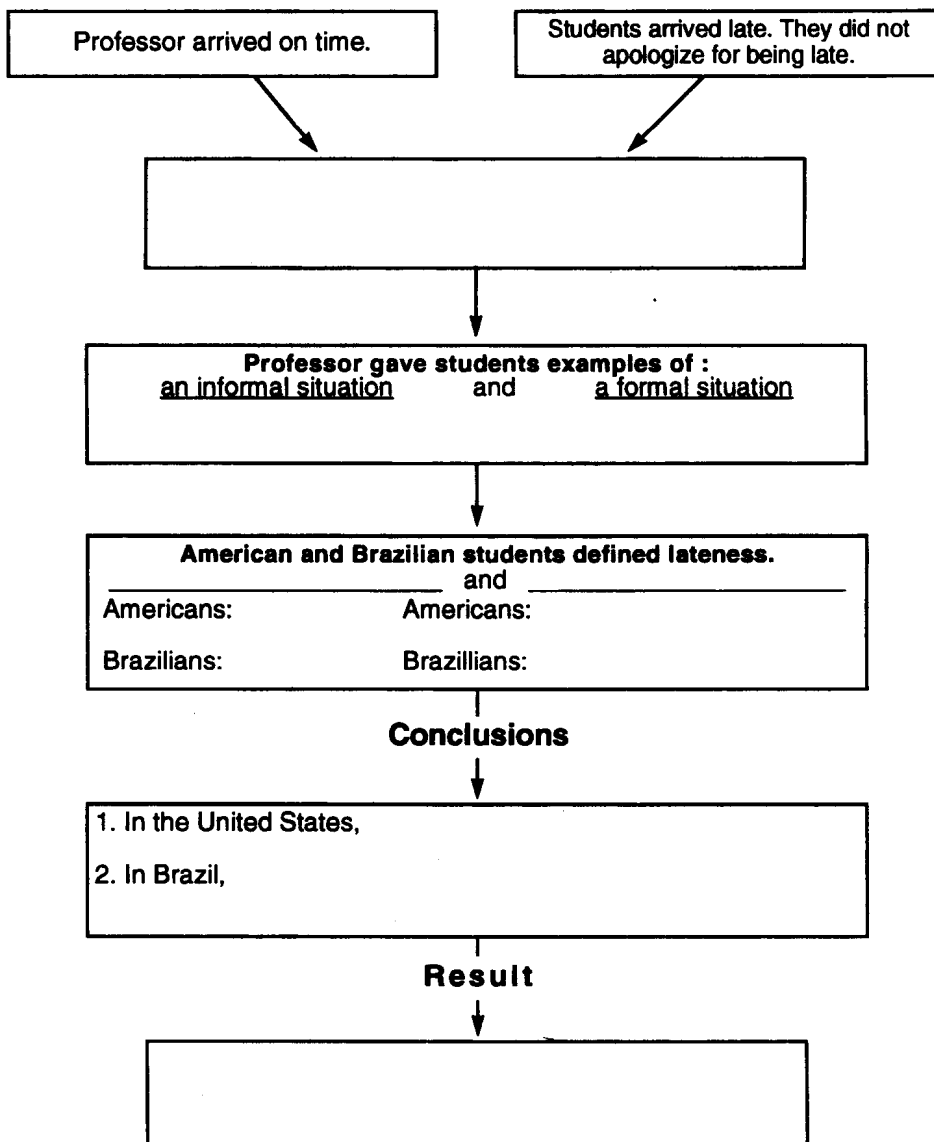 Professor arrived on time.
Students arrived late. They did not
apologize for being late.
Professor gave students examples of :
an informal situation and a formal situation
American and Brazilian students defined lateness.
and
Americans: Americans:
Brazilians: Brazillians:
Conclusions
1. In the United States,
2. In Brazil,
Result